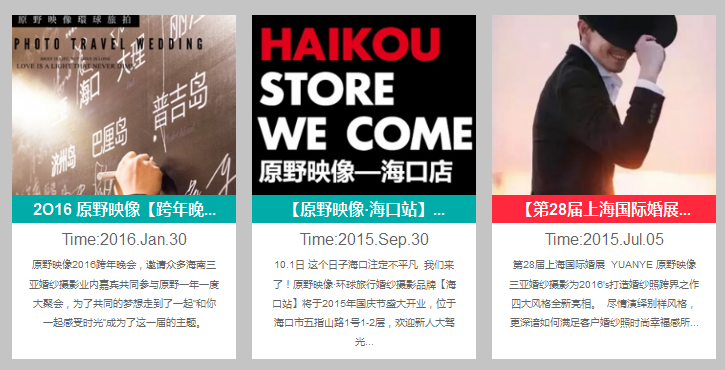 原野映像環球旅拍
PHOTO TRAVEL WEDDING
LOVE IS A LIGHT THAT NEVER DIM
大理
丽
海口
普吉岛
巴厘岛
洲岛
2016 原野映像【跨年晚...
Time:2016.Jan.30
原野映像2016跨年晚会，邀请众多海南三
亚婚纱摄影业内嘉宾共同参与原野一年一度
大聚会，为了共同的梦想走到了一起"和你
一起感受时光"成为了这一届的主题。
HAIKOU
STORE
WE COME
原野映像—海口店
【原野映像·海口站】...
Time:2015.Sep.30
10.1日 这个日子海口注定不平凡 我们来
了！原野映像·环球旅行婚纱摄影品牌【海
口站】将于2015年国庆节盛大开业，位于
海口市五指山路1号1-2层，欢迎新人大驾
光...
【第28届上海国际婚展...
Time:2015.Jul.05
第28届上海国际婚展 YUANYE 原野映像
三亚婚纱摄影为2016's打造婚纱照跨界之作
四大风格全新亮相。 尽情演绎别样风格，
更深谙如何满足客户婚纱照时尚幸福感所...